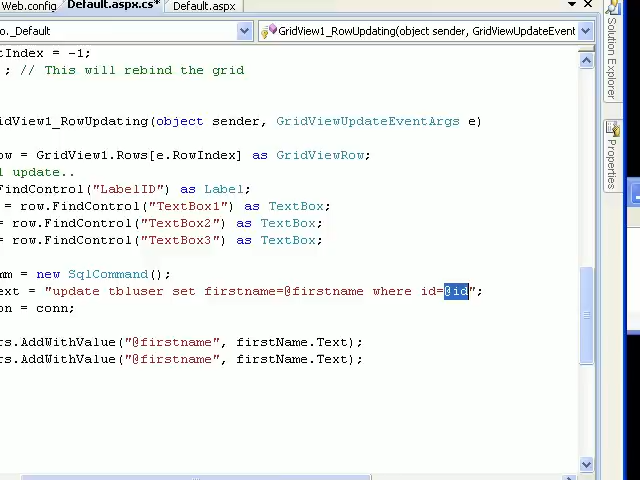 Web.config Default.aspx.cs* Default.aspx
o._Default GridView1_RowUpdating(object sender, GridViewUpdateEvent
tIndex = -1;
; // This will rebind the grid
idView1_RowUpdating(object sender, GridViewUpdateEventArgs e)
ow = GridView1.Rows[e.RowIndex] as GridViewRow;
l update..
FindControl("LabelID") as Label;
= row.FindControl("TextBox1") as TextBox;
= row.FindControl("TextBox2") as TextBox;
= row.FindControl("TextBox3") as TextBox;
mm = new SqlCommand();
ext = "update tbluser set firstname=@firstname where id=@id";
on = conn;
rs.AddWithValue("@firstname", firstName.Text);
rs.AddWithValue("@firstname", firstName.Text);
Solution Explorer
Properties